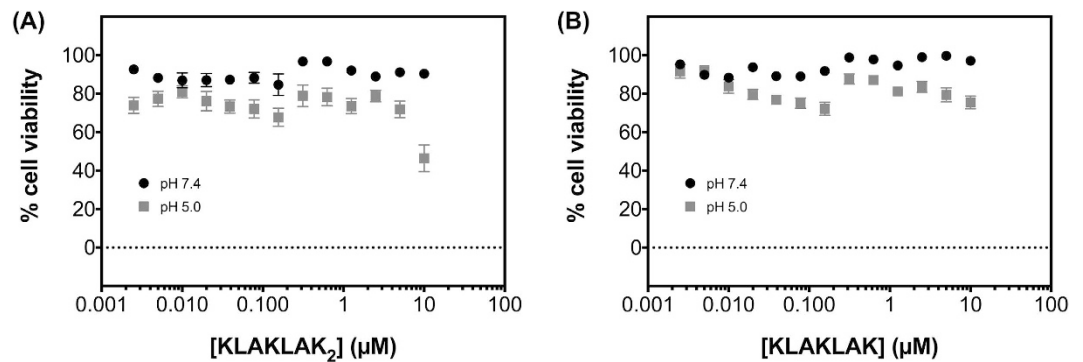 (A)
% cell viability
100
80
60
40
20
0
pH 7.4
pH 5.0
0.001 0.010 0.100 1 10 100
[KLAKLAK₂] (µM)
(B)
% cell viability
100
80
60
40
20
0
pH 7.4
pH 5.0
0.001 0.010 0.100 1 10 100
[KLAKLAK] (µM)